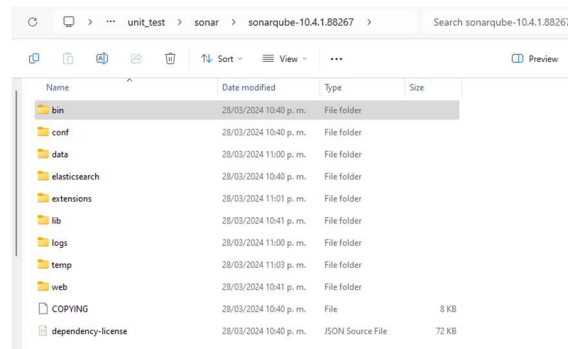 > ... unit_test > sonar > sonarqube-10.4.1.88267 > Search sonarqube-10.4.1.88267
Sort View ... Preview
Name Date modified Type Size
bin 28/03/2024 10:40 p. m. File folder
conf 28/03/2024 10:40 p. m. File folder
data 28/03/2024 11:00 p. m. File folder
elasticsearch 28/03/2024 10:40 p. m. File folder
extensions 28/03/2024 11:01 p. m. File folder
lib 28/03/2024 10:41 p. m. File folder
logs 28/03/2024 11:00 p. m. File folder
temp 28/03/2024 11:03 p. m. File folder
web 28/03/2024 10:41 p. m. File folder
COPYING 28/03/2024 10:40 p. m. File 8 KB
dependency-license 28/03/2024 10:40 p. m. JSON Source File 72 KB